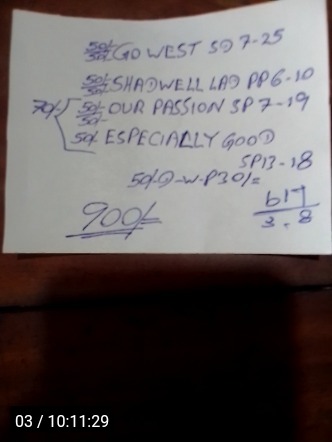 50/- 50/- GO WEST SD 7-25
50/- 50/- SHADWELL LAD PP 6-10
70/- 50/- 50/- OUR PASSION SP 7-19
50/- ESPECIALLY GOOD
SP 13-18
50/- D-W-P 30/=
900/-
617
3.8
03 / 10:11:29